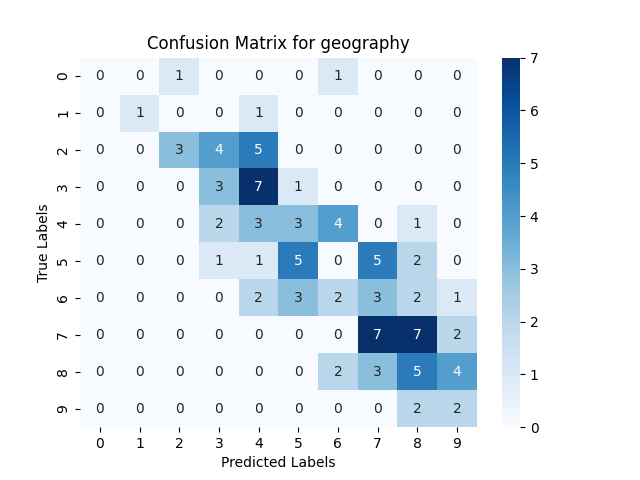 Confusion Matrix for geography
0 0 0 1 0 0 0 1 0 0 0
1 0 1 0 0 1 0 0 0 0 0
2 0 0 3 4 5 0 0 0 0 0
3 0 0 0 3 7 1 0 0 0 0
4 0 0 0 2 3 3 4 0 1 0
5 0 0 0 1 1 5 0 5 2 0
6 0 0 0 0 2 3 2 3 2 1
7 0 0 0 0 0 0 0 7 7 2
8 0 0 0 0 0 0 2 3 5 4
9 0 0 0 0 0 0 0 0 2 2
0 1 2 3 4 5 6 7 8 9
True Labels
Predicted Labels
7
6
5
4
3
2
1
0